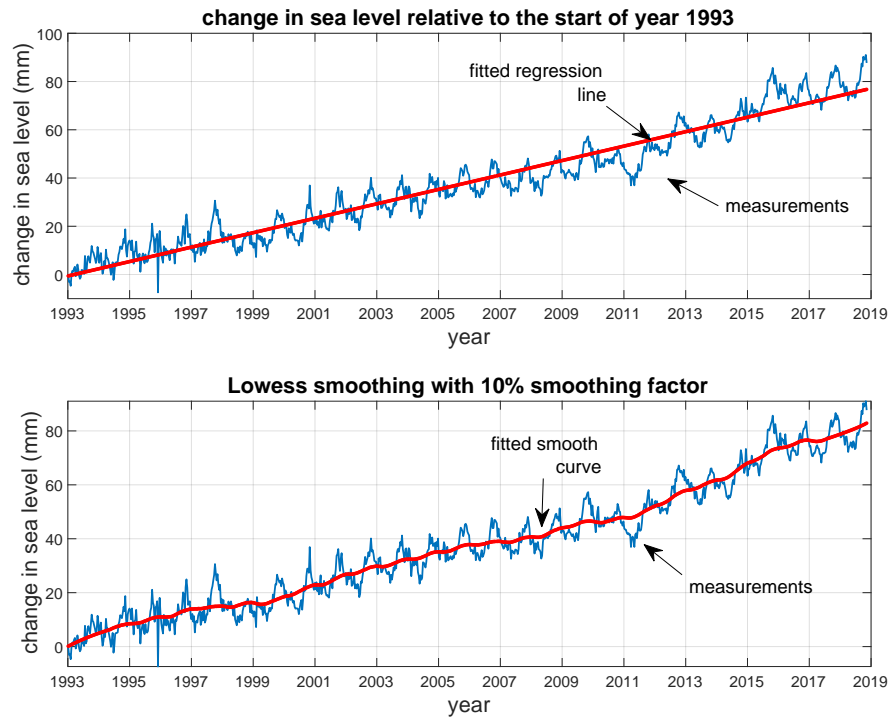 change in sea level relative to the start of year 1993
change in sea level (mm)
100
80
60
40
20
0
fitted regression
line
measurements
1993 1995 1997 1999 2001 2003 2005 2007 2009 2011 2013 2015 2017 2019
year
Lowess smoothing with 10% smoothing factor
change in sea level (mm)
80
60
40
20
0
fitted smooth
curve
measurements
1993 1995 1997 1999 2001 2003 2005 2007 2009 2011 2013 2015 2017 2019
year